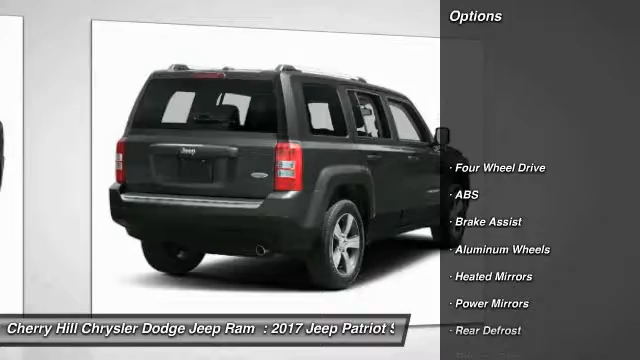 Options
Jeep
· Four Wheel Drive
· ABS
· Brake Assist
· Aluminum Wheels
· Heated Mirrors
· Power Mirrors
· Rear Defrost
Cherry Hill Chrysler Dodge Jeep Ram : 2017 Jeep Patriot S